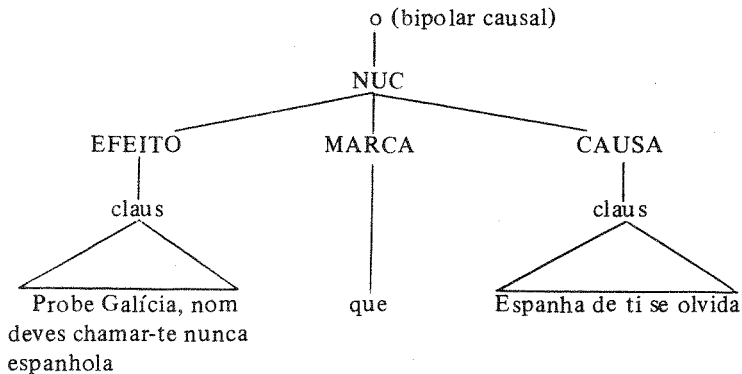 o (bipolar causal)
NUC
EFEITO MARCA CAUSA
claus claus
Probe Galícia, nom que Espanha de ti se olvida
deves chamar-te nunca
espanhola